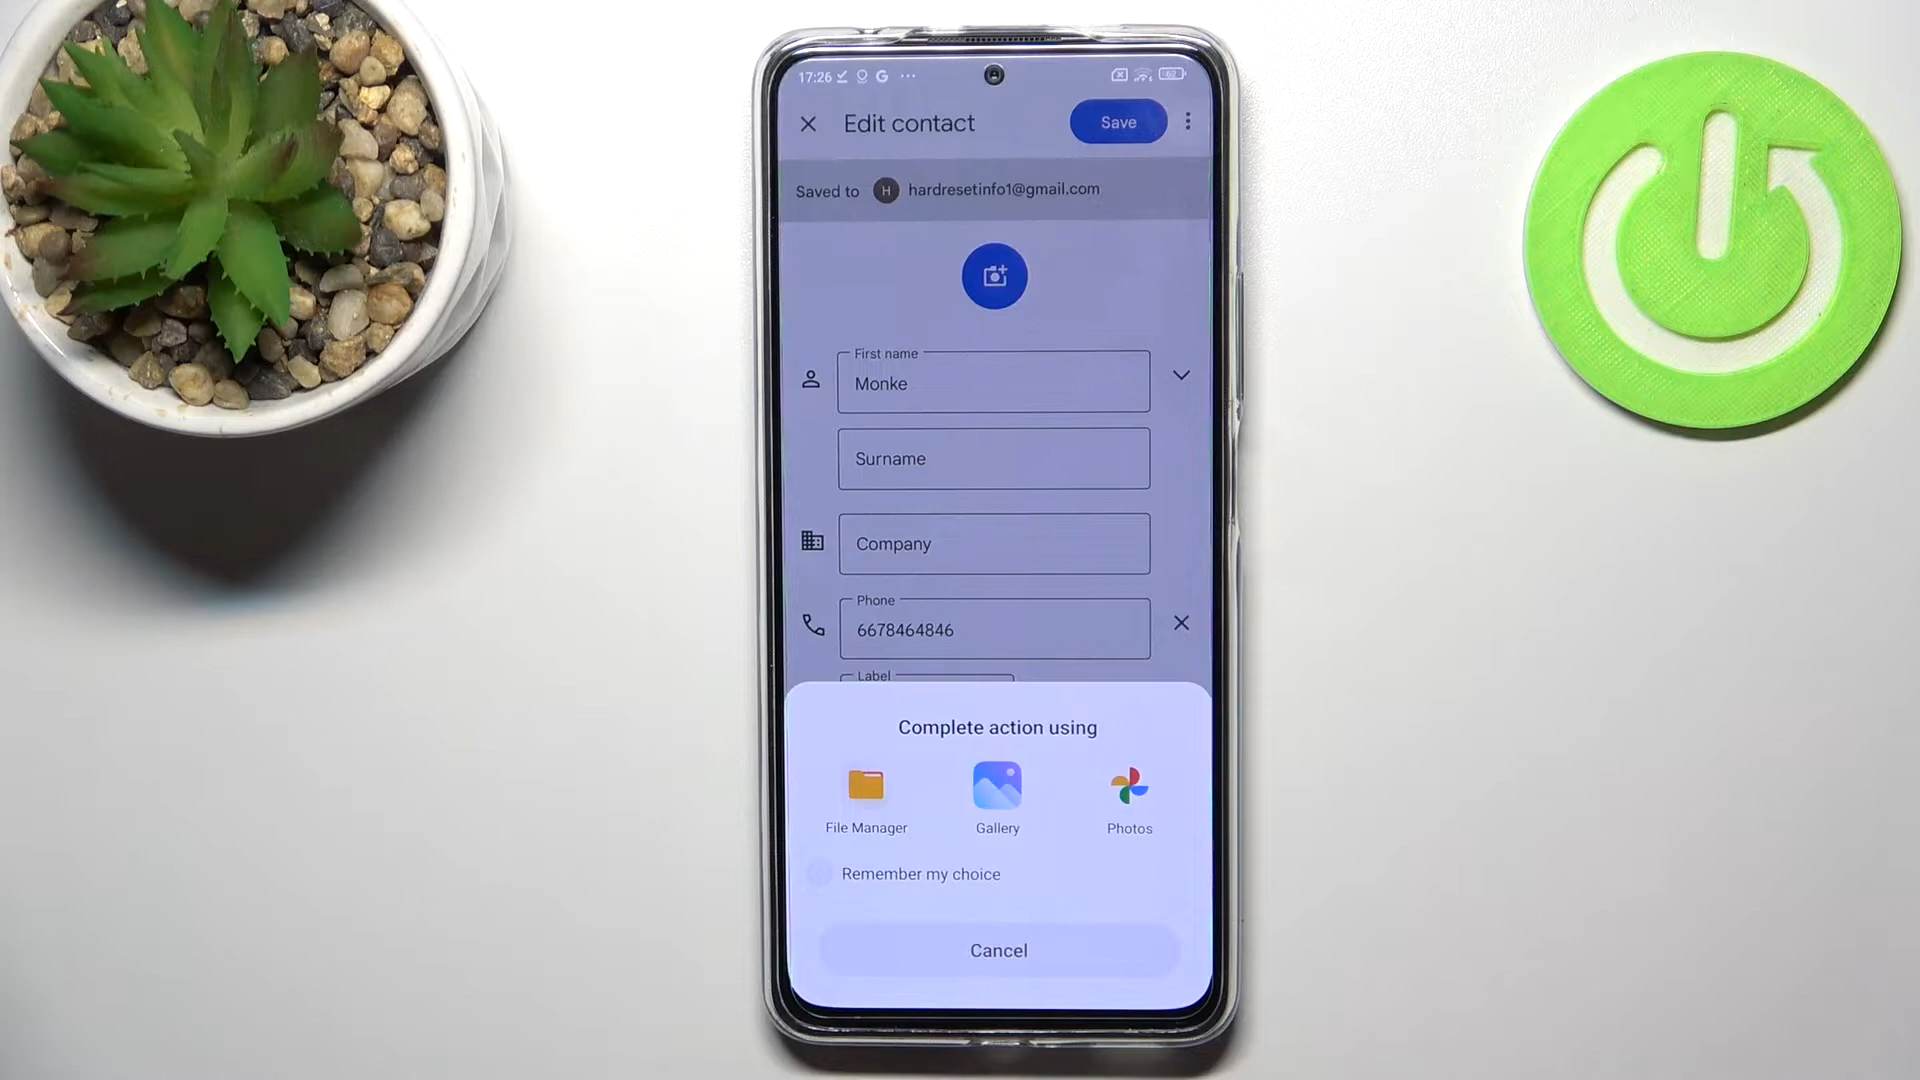 17:26
62
Edit contact
Save
Saved to
H
hardresetinfo1@gmail.com
First name
Monke
Surname
Company
Phone
6678464846
Label
Complete action using
File Manager
Gallery
Photos
Remember my choice
Cancel